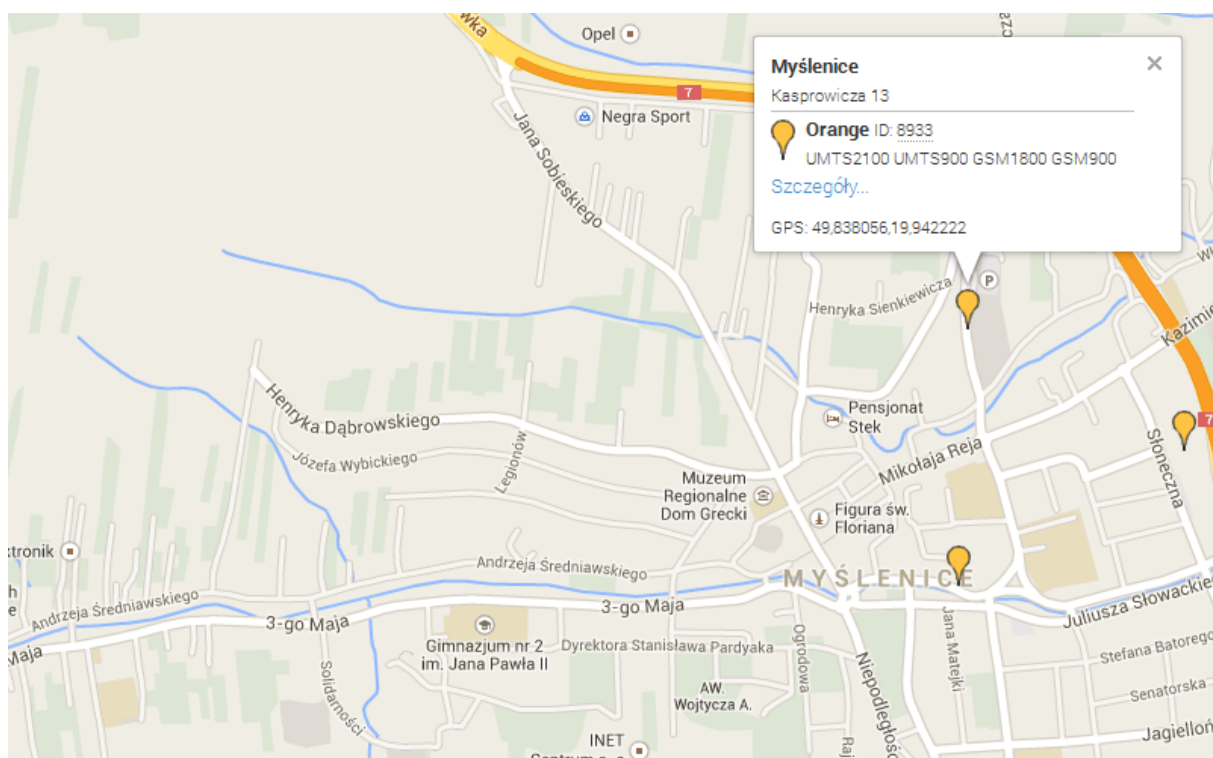 wka
Opel
7
Negra Sport
Jana Sobieskiego
Myślenice
×
Kasprowicza 13
Orange ID: 8933
UMTS2100 UMTS900 GSM1800 GSM900
Szczegóły...
GPS: 49,838056,19,942222
Henryka Sienkiewicza
P
Henryka Dąbrowskiego
Józefa Wybickiego
Legionów
Pensjonat
Stek
Mikołaja Reja
Słoneczna
7
Muzeum
Regionalne
Dom Grecki
Figura św.
Floriana
Andrzeja Średniawskiego
MYŚLENICE
3-go Maja
Andrzeja Średniawskiego
3-go Maja
Maja
Juliusza Słowackie
Gimnazjum nr 2
im. Jana Pawła II
Dyrektora Stanisława Pardyaka
Ogrodowa
Jana Matejki
Stefana Batorego
Solidarności
AW.
Wojtycza A.
Niepodległoś
Senatorska
Jagiellоń
INET
Raj